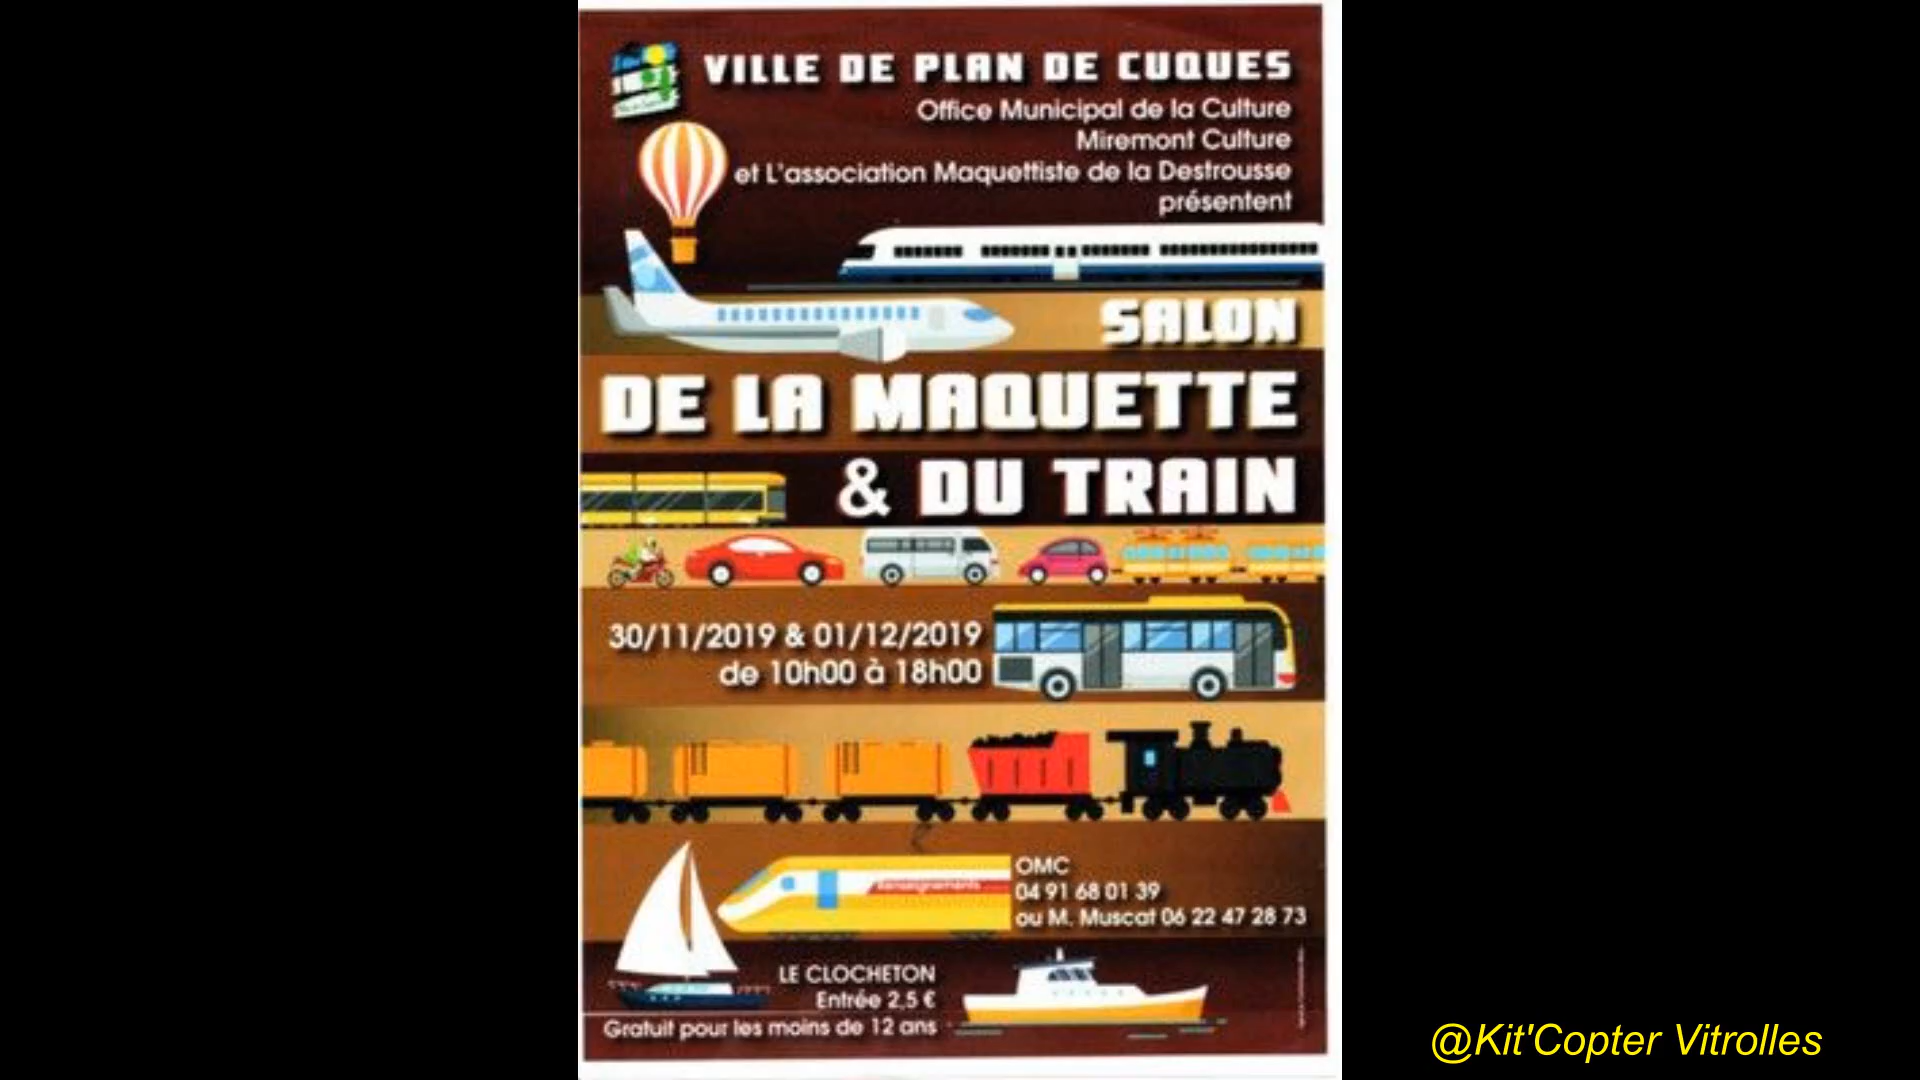 VILLE DE PLAN DE CUQUES
Office Municipal de la Culture
Miremont Culture
et L'association Maquettiste de la Destrousse
présentent
SALON
DE LA MAQUETTE
& DU TRAIN
30/11/2019 & 01/12/2019
de 10h00 à 18h00
Renseignements
OMC
04 91 68 01 39
ou M. Muscat 06 22 47 28 73
LE CLOCHETON
Entrée 2,5 €
Gratuit pour les moins de 12 ans
@Kit'Copter Vitrolles